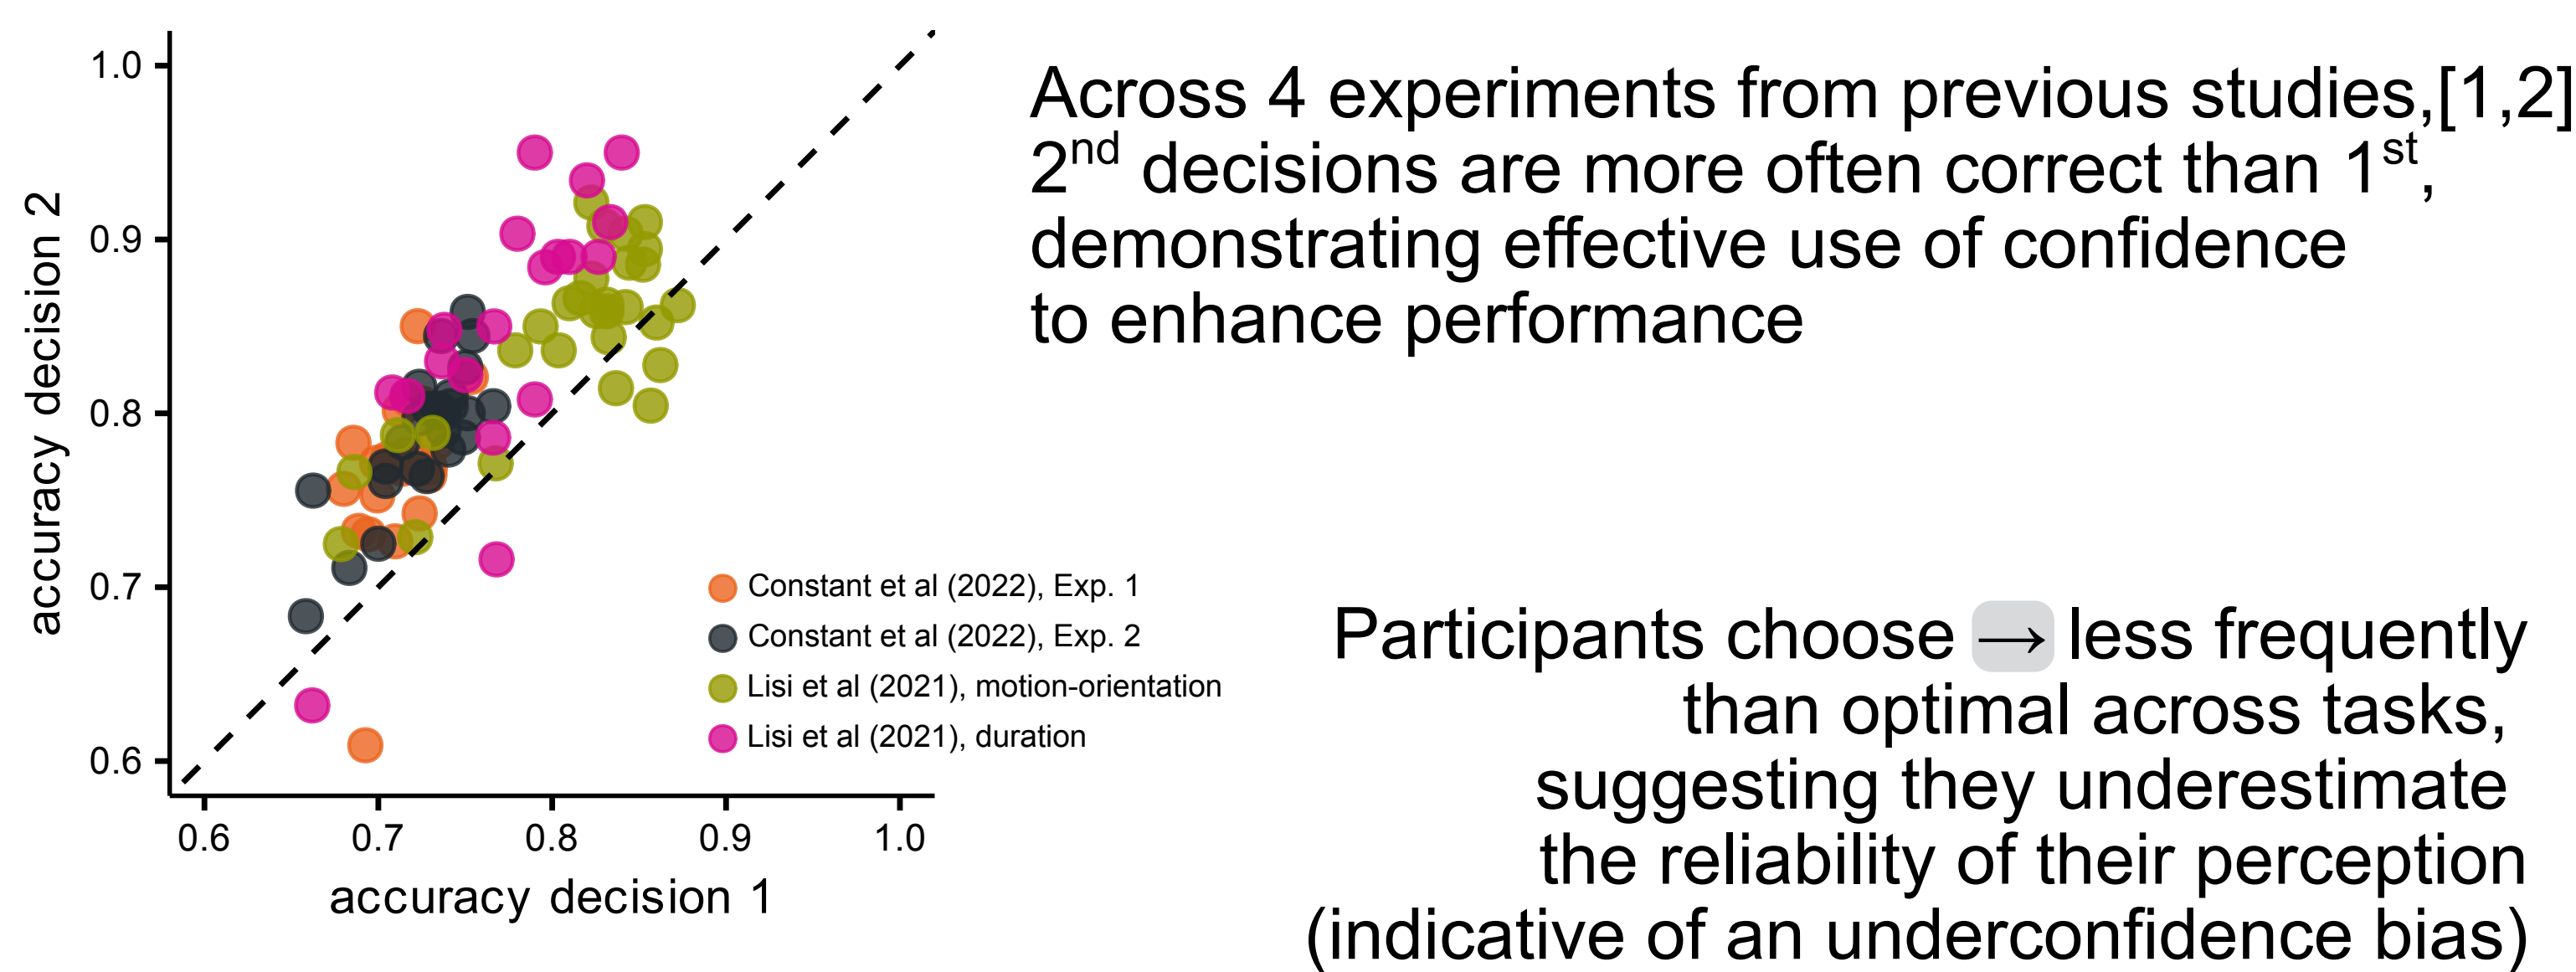 1.0
0.9
0.8
0.7
0.6
accuracy decision 2
0.6
0.7
0.8
0.9
1.0
accuracy decision 1
Constant et al (2022), Exp. 1
Constant et al (2022), Exp. 2
Lisi et al (2021), motion-orientation
Lisi et al (2021), duration
Across 4 experiments from previous studies,[1,2]
2nd decisions are more often correct than 1st,
demonstrating effective use of confidence
to enhance performance
Participants choose → less frequently
than optimal across tasks,
suggesting they underestimate
the reliability of their perception
(indicative of an underconfidence bias)